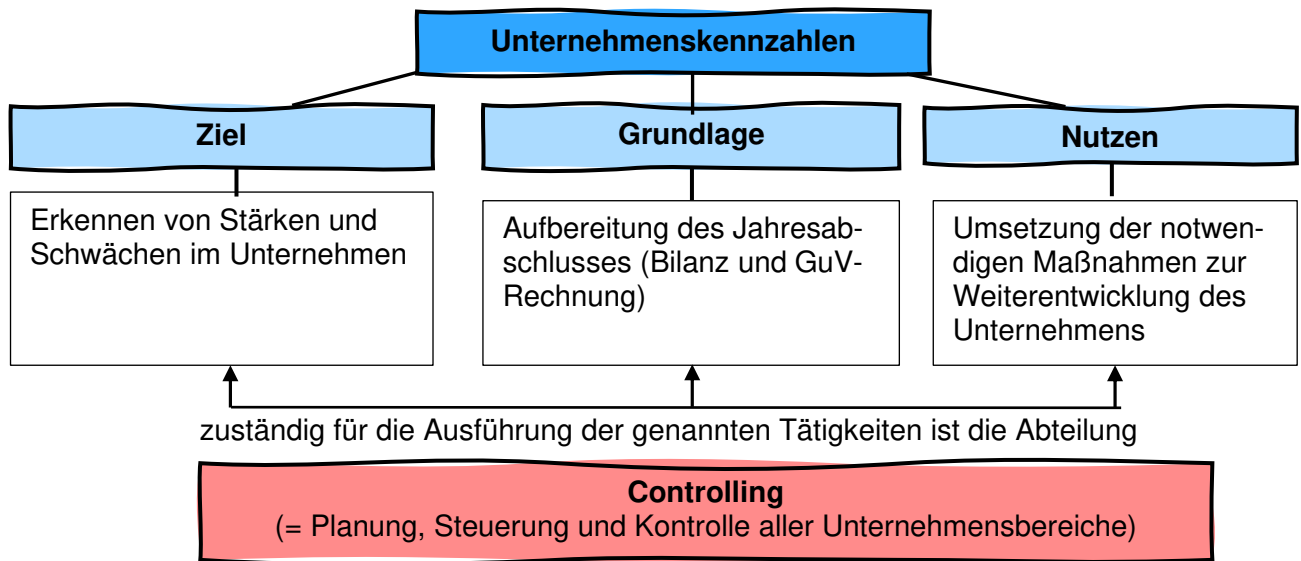 Unternehmenskennzahlen
Ziel
Grundlage
Nutzen
Erkennen von Stärken und
Schwächen im Unternehmen
Aufbereitung des Jahresab-
schlusses (Bilanz und GuV-
Rechnung)
Umsetzung der notwen-
digen Maßnahmen zur
Weiterentwicklung des
Unternehmens
zuständig für die Ausführung der genannten Tätigkeiten ist die Abteilung
Controlling
(= Planung, Steuerung und Kontrolle aller Unternehmensbereiche)